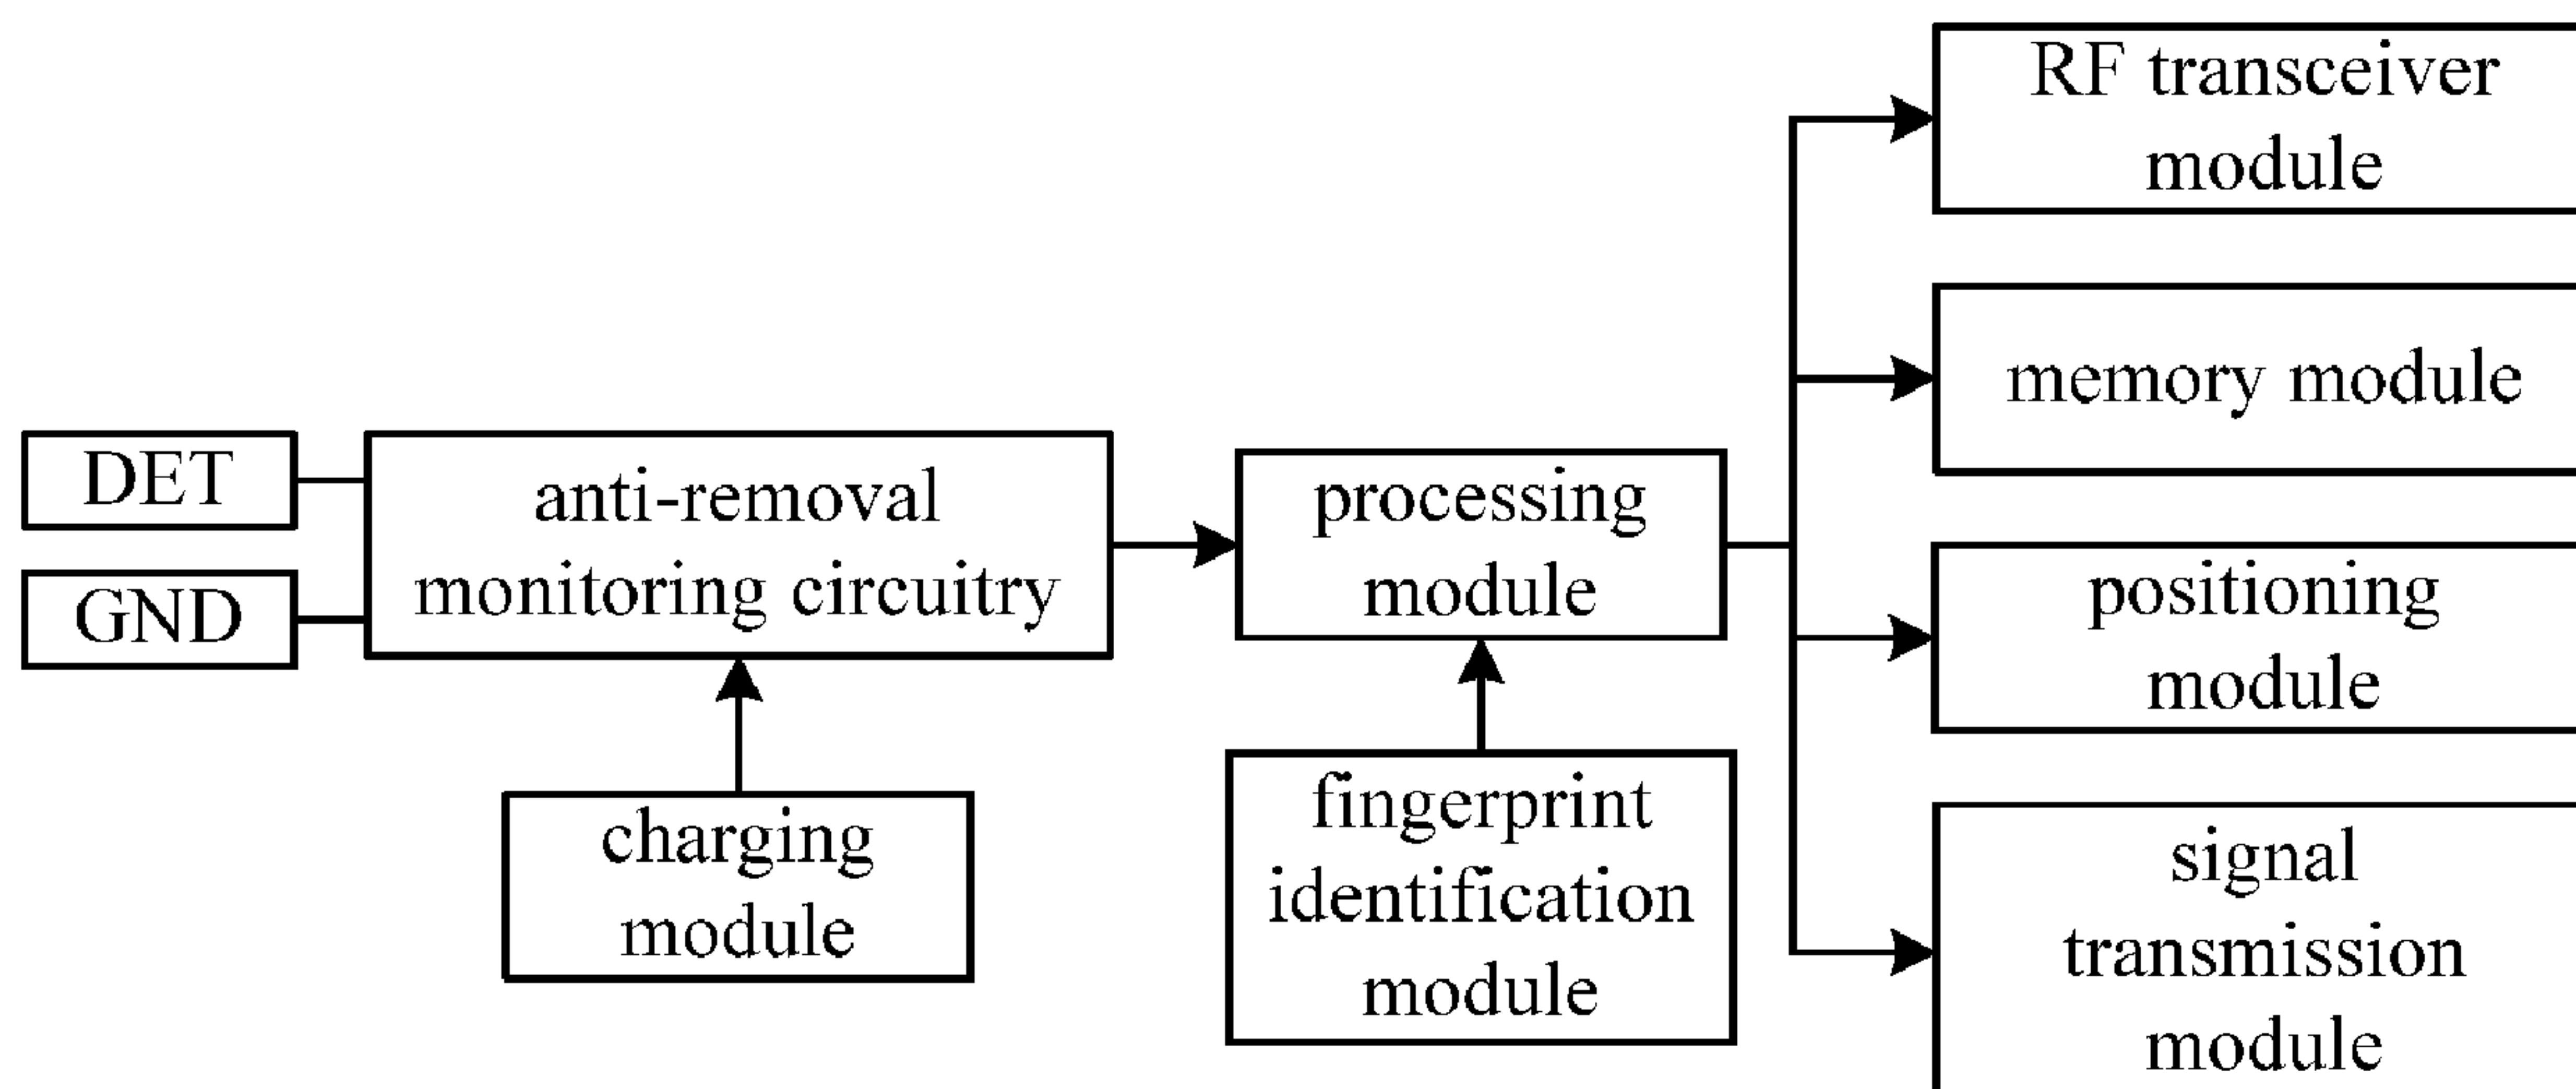 RF transceiver
module
memory module
DET
GND
anti-removal
monitoring circuitry
processing
module
positioning
module
charging
module
fingerprint
identification
module
signal
transmission
module